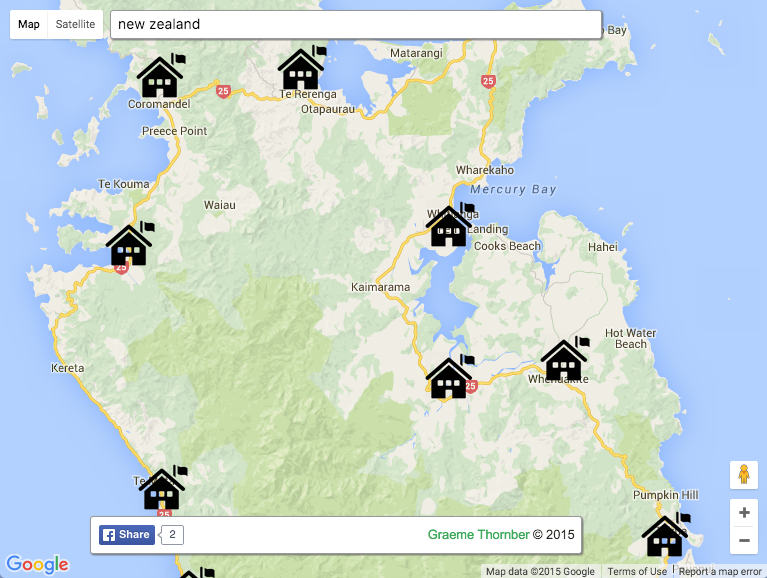 Map
Satellite
new zealand
Bay
Matarangi
Te Rerenga
25
25
Coromandel
Otapaurau
Preece Point
Wharekaho
Te Kouma
Mercury Bay
Waiau
Landing
Cooks Beach
Hahei
25
Kaimarama
Hot Water
Beach
Kereta
25
Whenuakite
Pumpkin Hill
25
Share
2
Graeme Thornber © 2015
Google
Map data ©2015 Google
Terms of Use
Report a map error